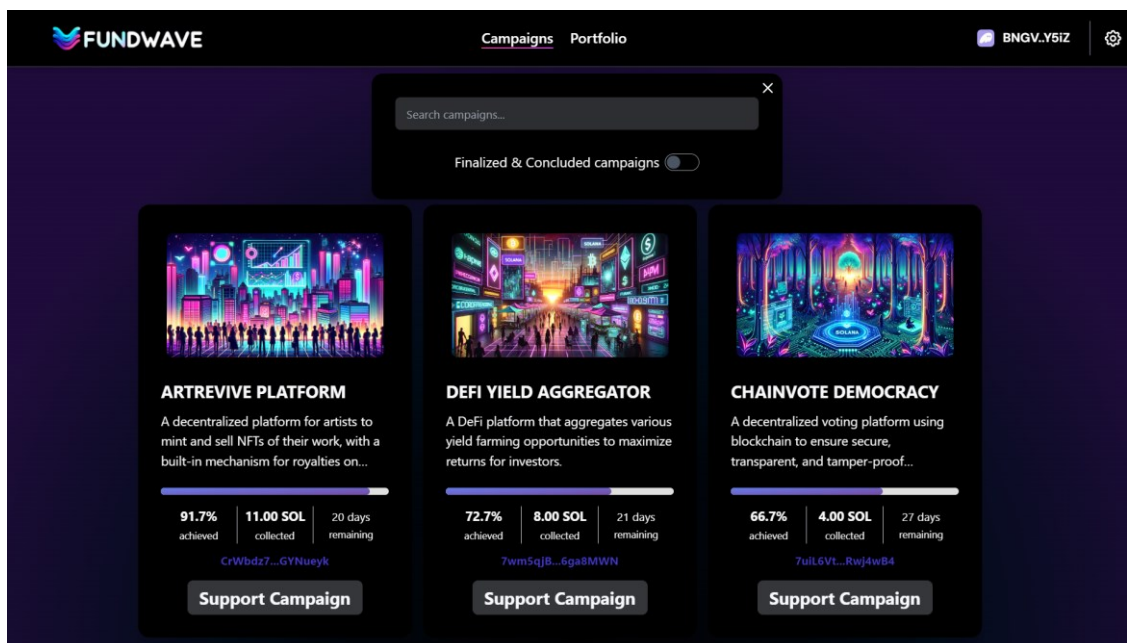 FUNDWAVE
Campaigns Portfolio
BNGV..Y5iZ
Search campaigns...
Finalized & Concluded campaigns
SOLANA
SOLANA
BOLANA
ARTREVIVE PLATFORM
A decentralized platform for artists to
mint and sell NFTs of their work, with a
built-in mechanism for royalties on...
91.7% 11.00 SOL 20 days
achieved collected remaining
CrWbdz7...GYNueyk
Support Campaign
DEFI YIELD AGGREGATOR
A DeFi platform that aggregates various
yield farming opportunities to maximize
returns for investors.
72.7% 8.00 SOL 21 days
achieved collected remaining
7wm5qjB...6ga8MWN
Support Campaign
CHAINVOTE DEMOCRACY
A decentralized voting platform using
blockchain to ensure secure,
transparent, and tamper-proof...
66.7% 4.00 SOL 27 days
achieved collected remaining
7uiL6Vt...Rwj4wB4
Support Campaign